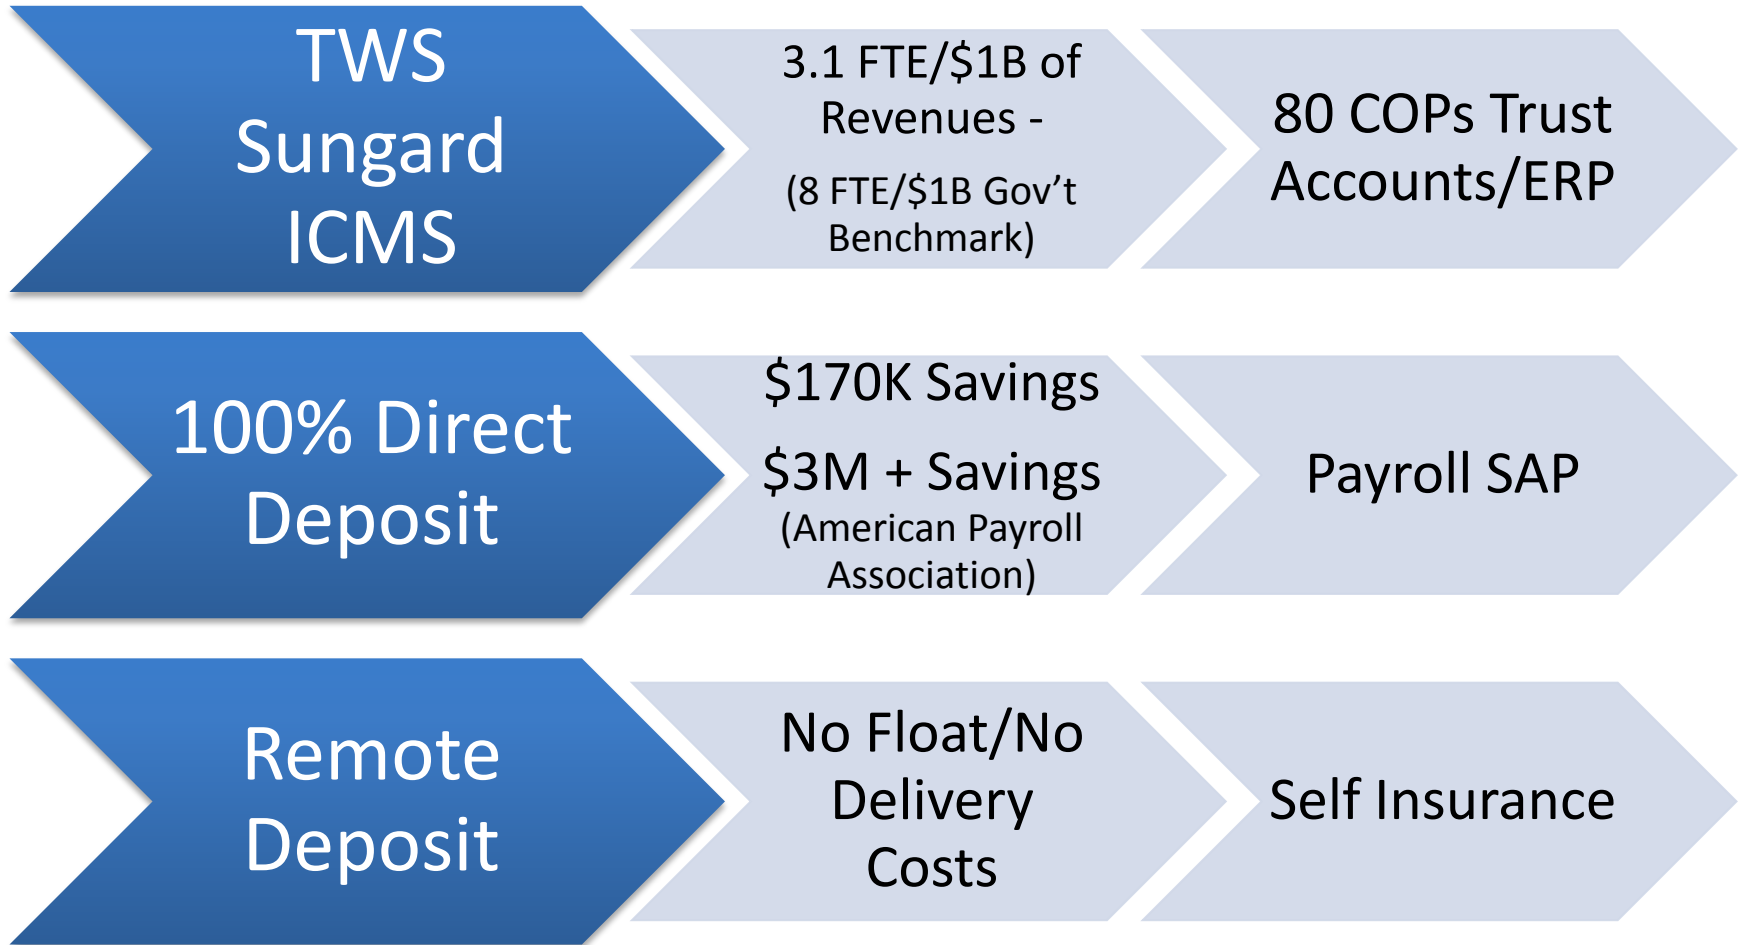 TWS
Sungard
ICMS
3.1 FTE/$1B of
Revenues -
(8 FTE/$1B Gov’t
Benchmark)
80 COPs Trust
Accounts/ERP
100% Direct
Deposit
$170K Savings
$3M + Savings
(American Payroll
Association)
Payroll SAP
Remote
Deposit
No Float/No
Delivery
Costs
Self Insurance